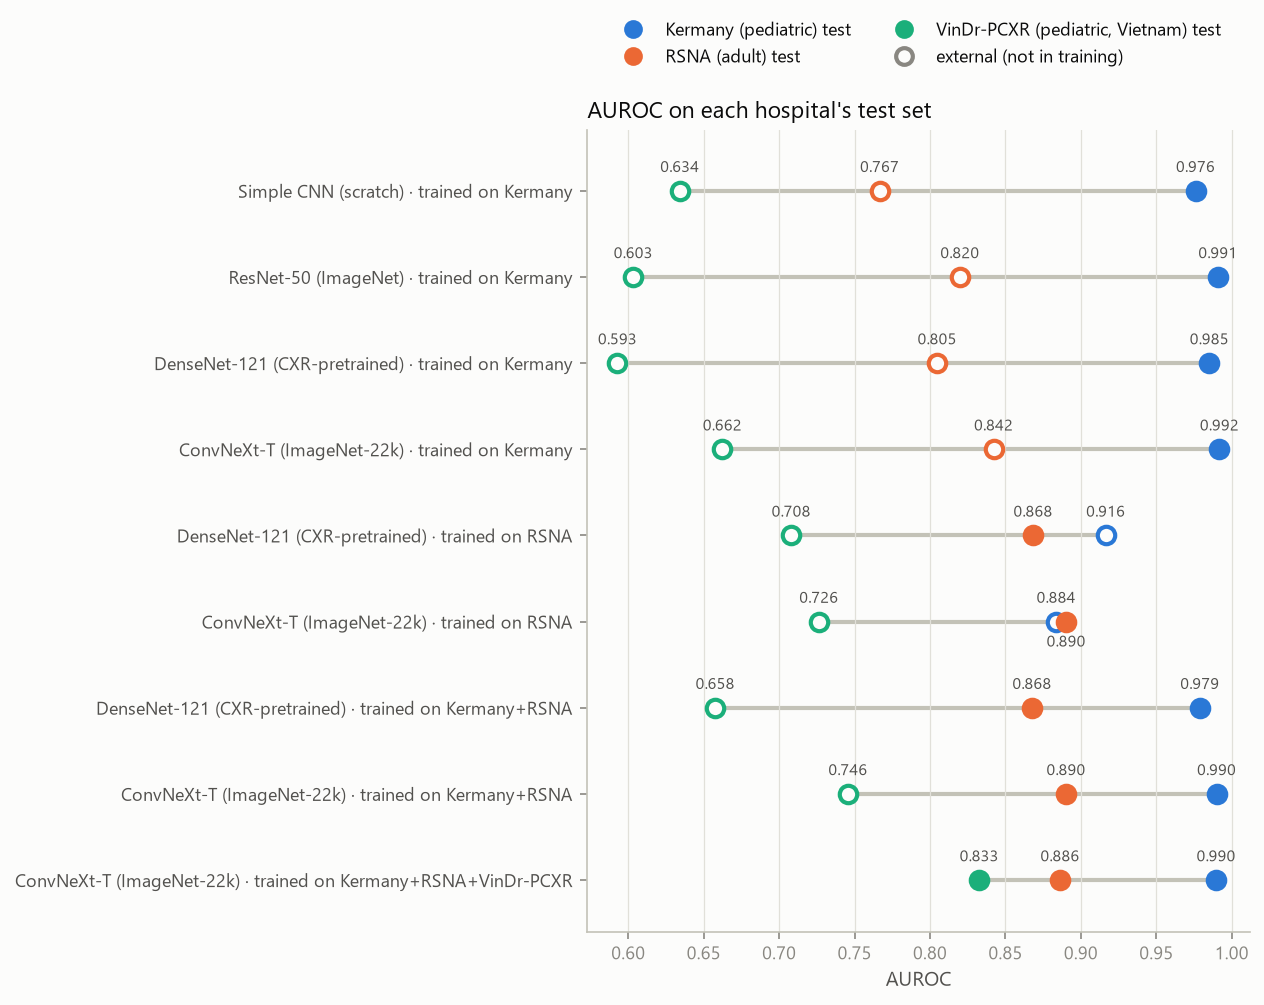 Kermany (pediatric) test
VinDr-PCXR (pediatric, Vietnam) test
RSNA (adult) test
external (not in training)
AUROC on each hospital's test set
Simple CNN (scratch) · trained on Kermany
0.634
0.767
0.976
ResNet-50 (ImageNet) · trained on Kermany
0.603
0.820
0.991
DenseNet-121 (CXR-pretrained) · trained on Kermany
0.593
0.805
0.985
ConvNeXt-T (ImageNet-22k) · trained on Kermany
0.662
0.842
0.992
DenseNet-121 (CXR-pretrained) · trained on RSNA
0.708
0.868
0.916
ConvNeXt-T (ImageNet-22k) · trained on RSNA
0.726
0.884
0.890
DenseNet-121 (CXR-pretrained) · trained on Kermany+RSNA
0.658
0.868
0.979
ConvNeXt-T (ImageNet-22k) · trained on Kermany+RSNA
0.746
0.890
0.990
ConvNeXt-T (ImageNet-22k) · trained on Kermany+RSNA+VinDr-PCXR
0.833
0.886
0.990
0.60 0.65 0.70 0.75 0.80 0.85 0.90 0.95 1.00
AUROC